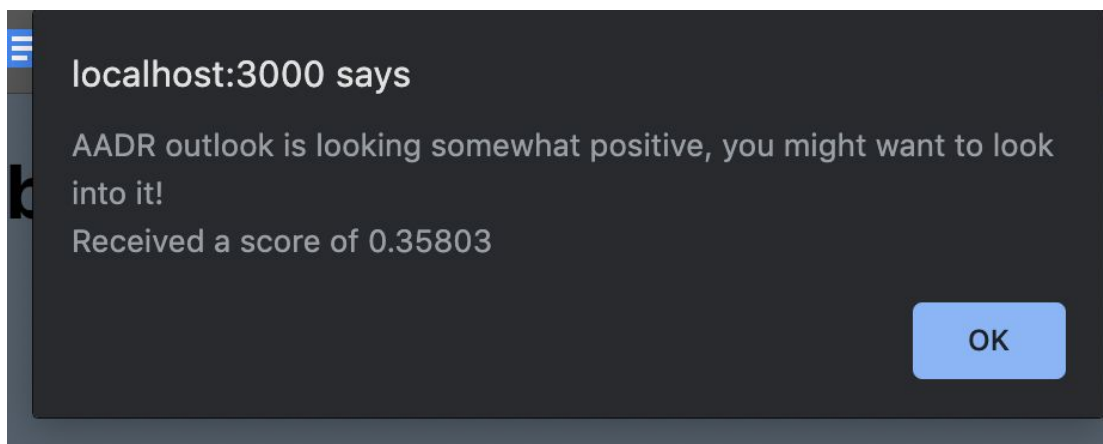 localhost:3000 says
AADR outlook is looking somewhat positive, you might want to look
into it!
Received a score of 0.35803
OK